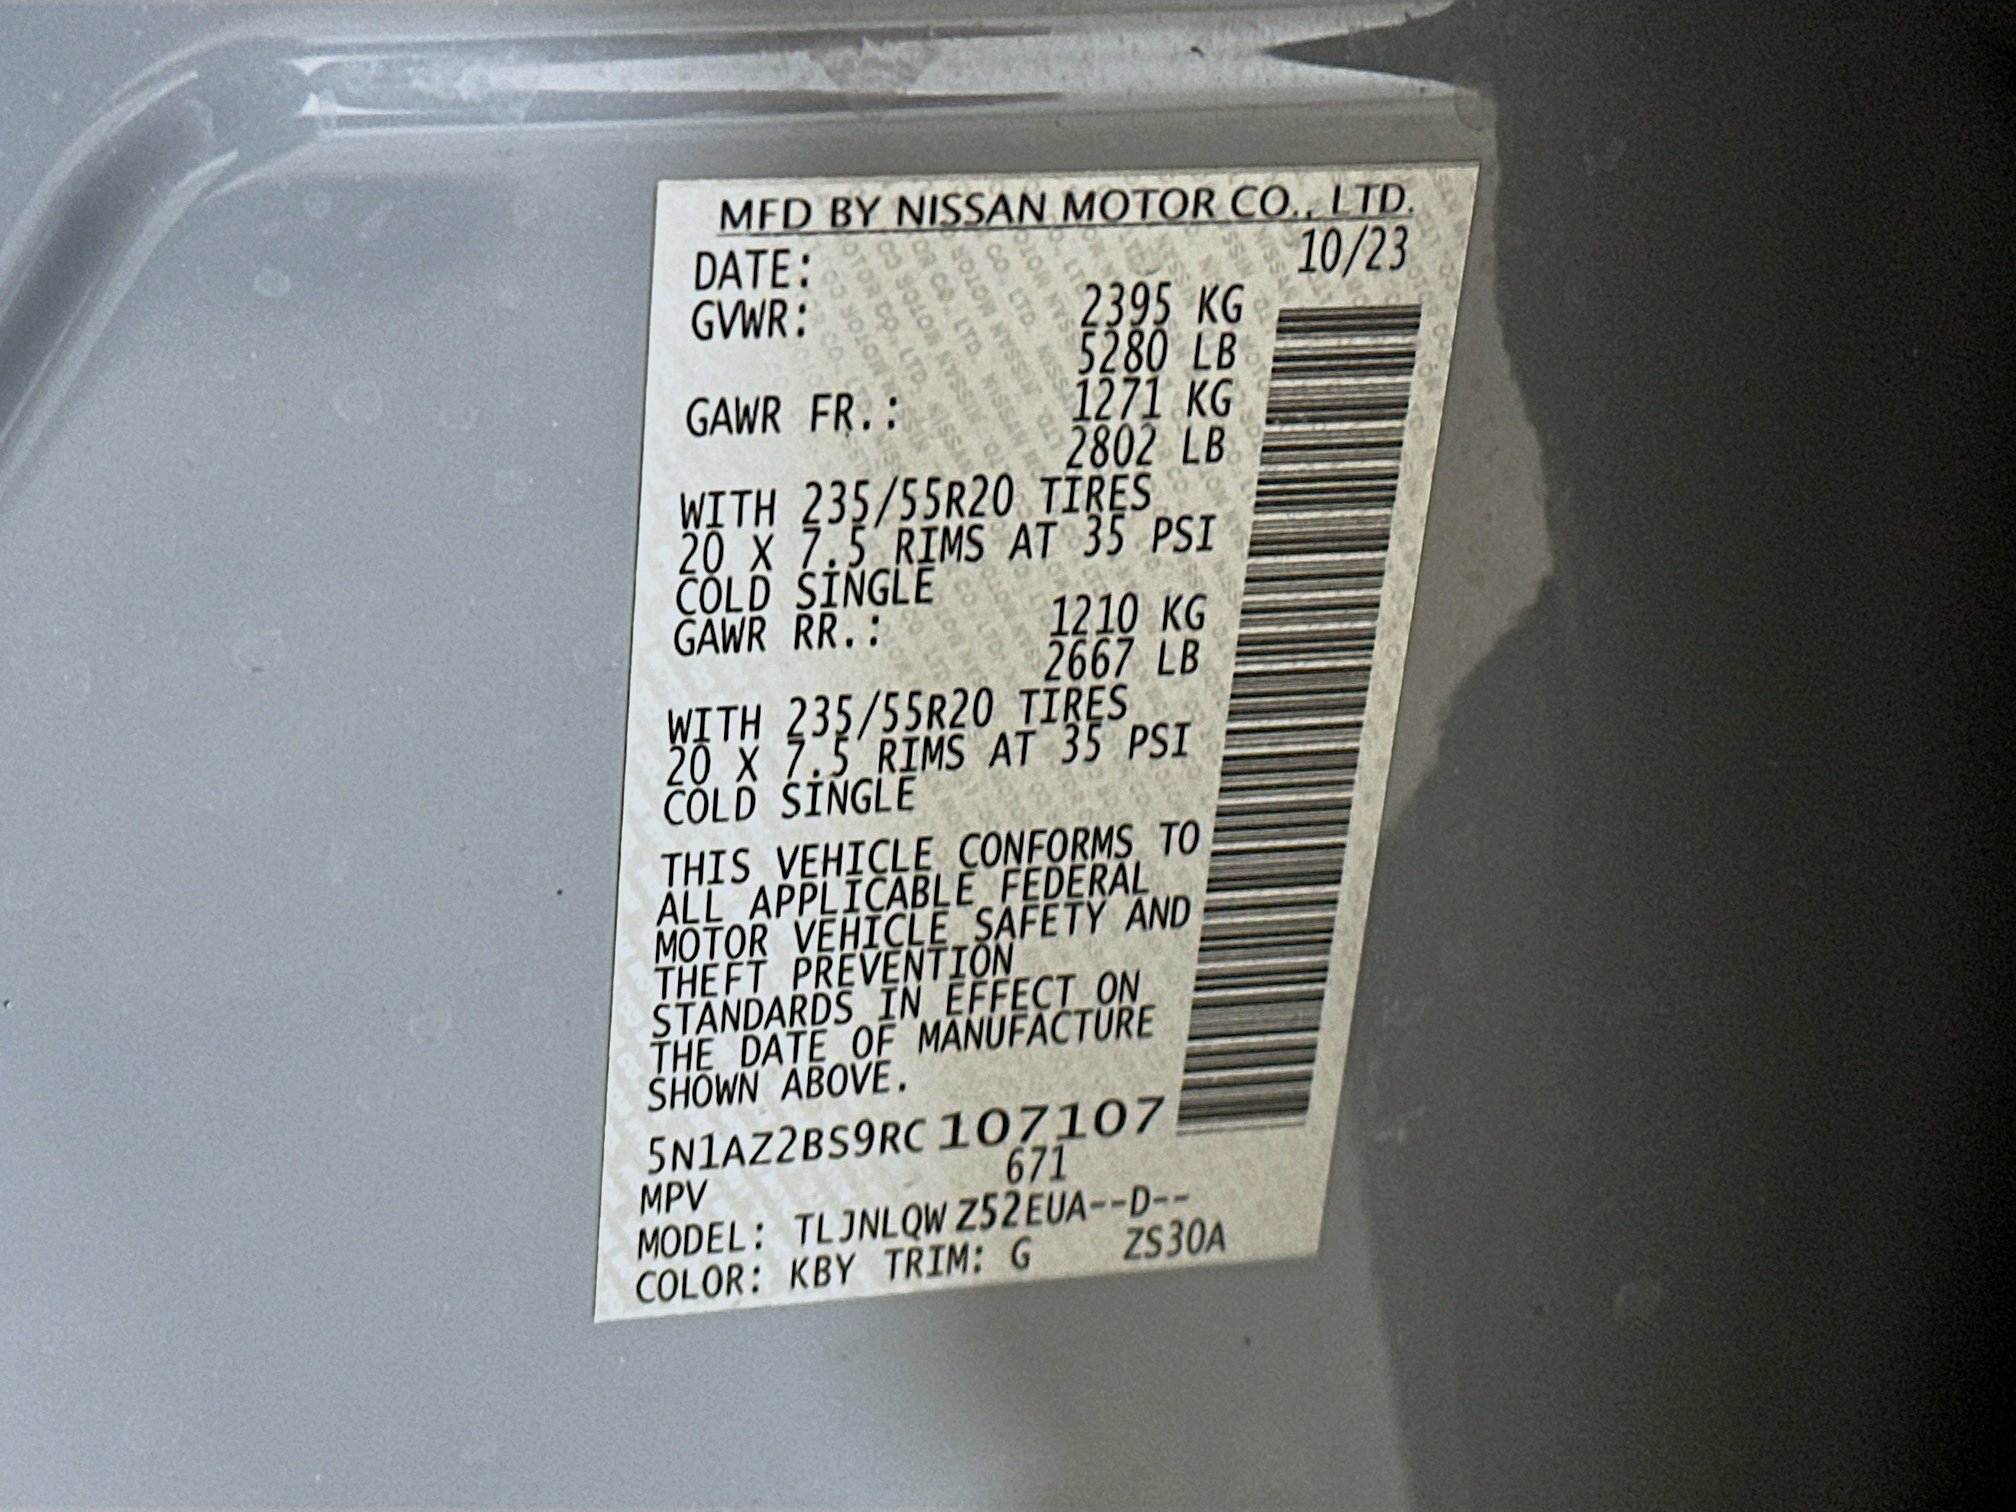 MFD BY NISSAN MOTOR CO., LTD.
DATE: 10/23
GVWR: 2395 KG
5280 LB
GAWR FR.: 1271 KG
2802 LB
WITH 235/55R20 TIRES
20 X 7.5 RIMS AT 35 PSI
COLD SINGLE
GAWR RR.: 1210 KG
2667 LB
WITH 235/55R20 TIRES
20 X 7.5 RIMS AT 35 PSI
COLD SINGLE
THIS VEHICLE CONFORMS TO
ALL APPLICABLE FEDERAL
MOTOR VEHICLE SAFETY AND
THEFT PREVENTION
STANDARDS IN EFFECT ON
THE DATE OF MANUFACTURE
SHOWN ABOVE.
5N1AZ2BS9RC107107
MPV 671
MODEL: TLJNLQW Z52EUA--D--
COLOR: KBY TRIM: G ZS30A